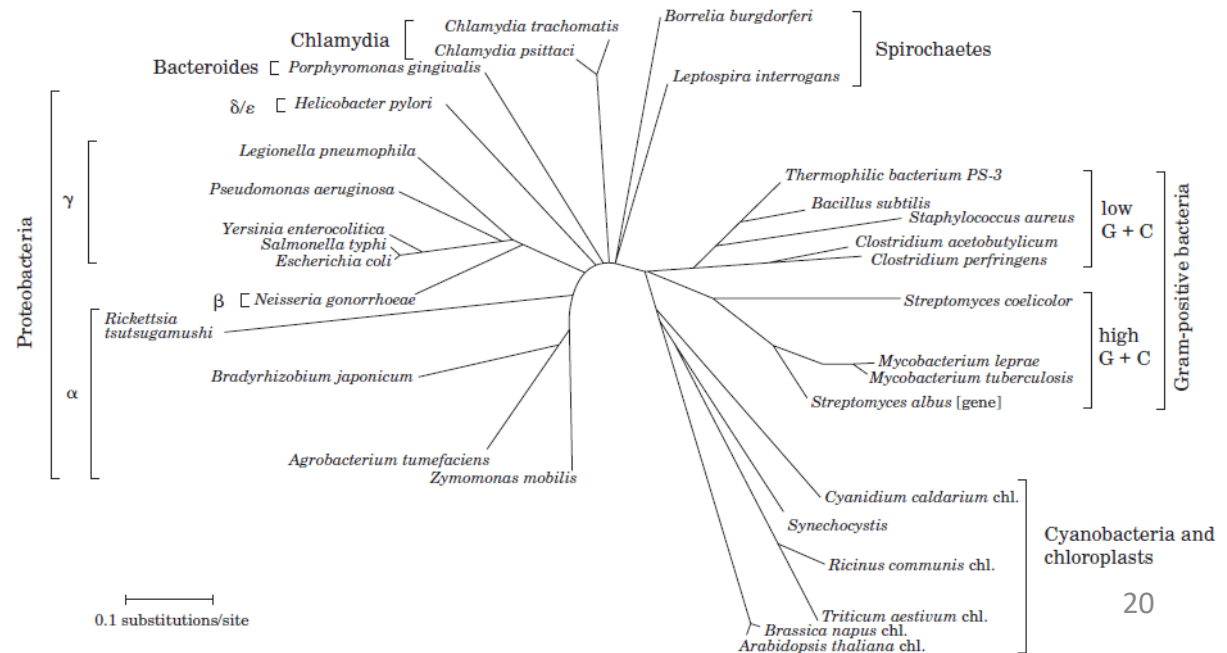 Chlamydia
Chlamydia trachomatis
Chlamydia psittaci
Bacteroides
Porphyromonas gingivalis
δ/ε
Helicobacter pylori
Legionella pneumophila
Pseudomonas aeruginosa
Yersinia enterocolitica
Salmonella typhi
Escherichia coli
γ
β
Neisseria gonorrhoeae
Rickettsia
tsutsugamushi
Bradyrhizobium japonicum
α
Agrobacterium tumefaciens
Zymomonas mobilis
Proteobacteria
Borrelia burgdorferi
Leptospira interrogans
Spirochaetes
Thermophilic bacterium PS-3
Bacillus subtilis
Staphylococcus aureus
Clostridium acetobutylicum
Clostridium perfringens
low
G + C
Streptomyces coelicolor
Mycobacterium leprae
Mycobacterium tuberculosis
Streptomyces albus [gene]
high
G + C
Gram-positive bacteria
Cyanidium caldarium chl.
Synechocystis
Ricinus communis chl.
Triticum aestivum chl.
Brassica napus chl.
Arabidopsis thaliana chl.
Cyanobacteria and
chloroplasts
0.1 substitutions/site
20